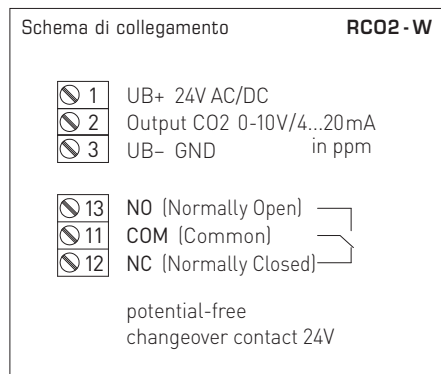 Schema di collegamento RCO2-W
1 UB+ 24V AC/DC
2 Output CO2 0-10V/4...20mA
3 UB– GND in ppm
13 NO (Normally Open)
11 COM (Common)
12 NC (Normally Closed)
potential-free
changeover contact 24V